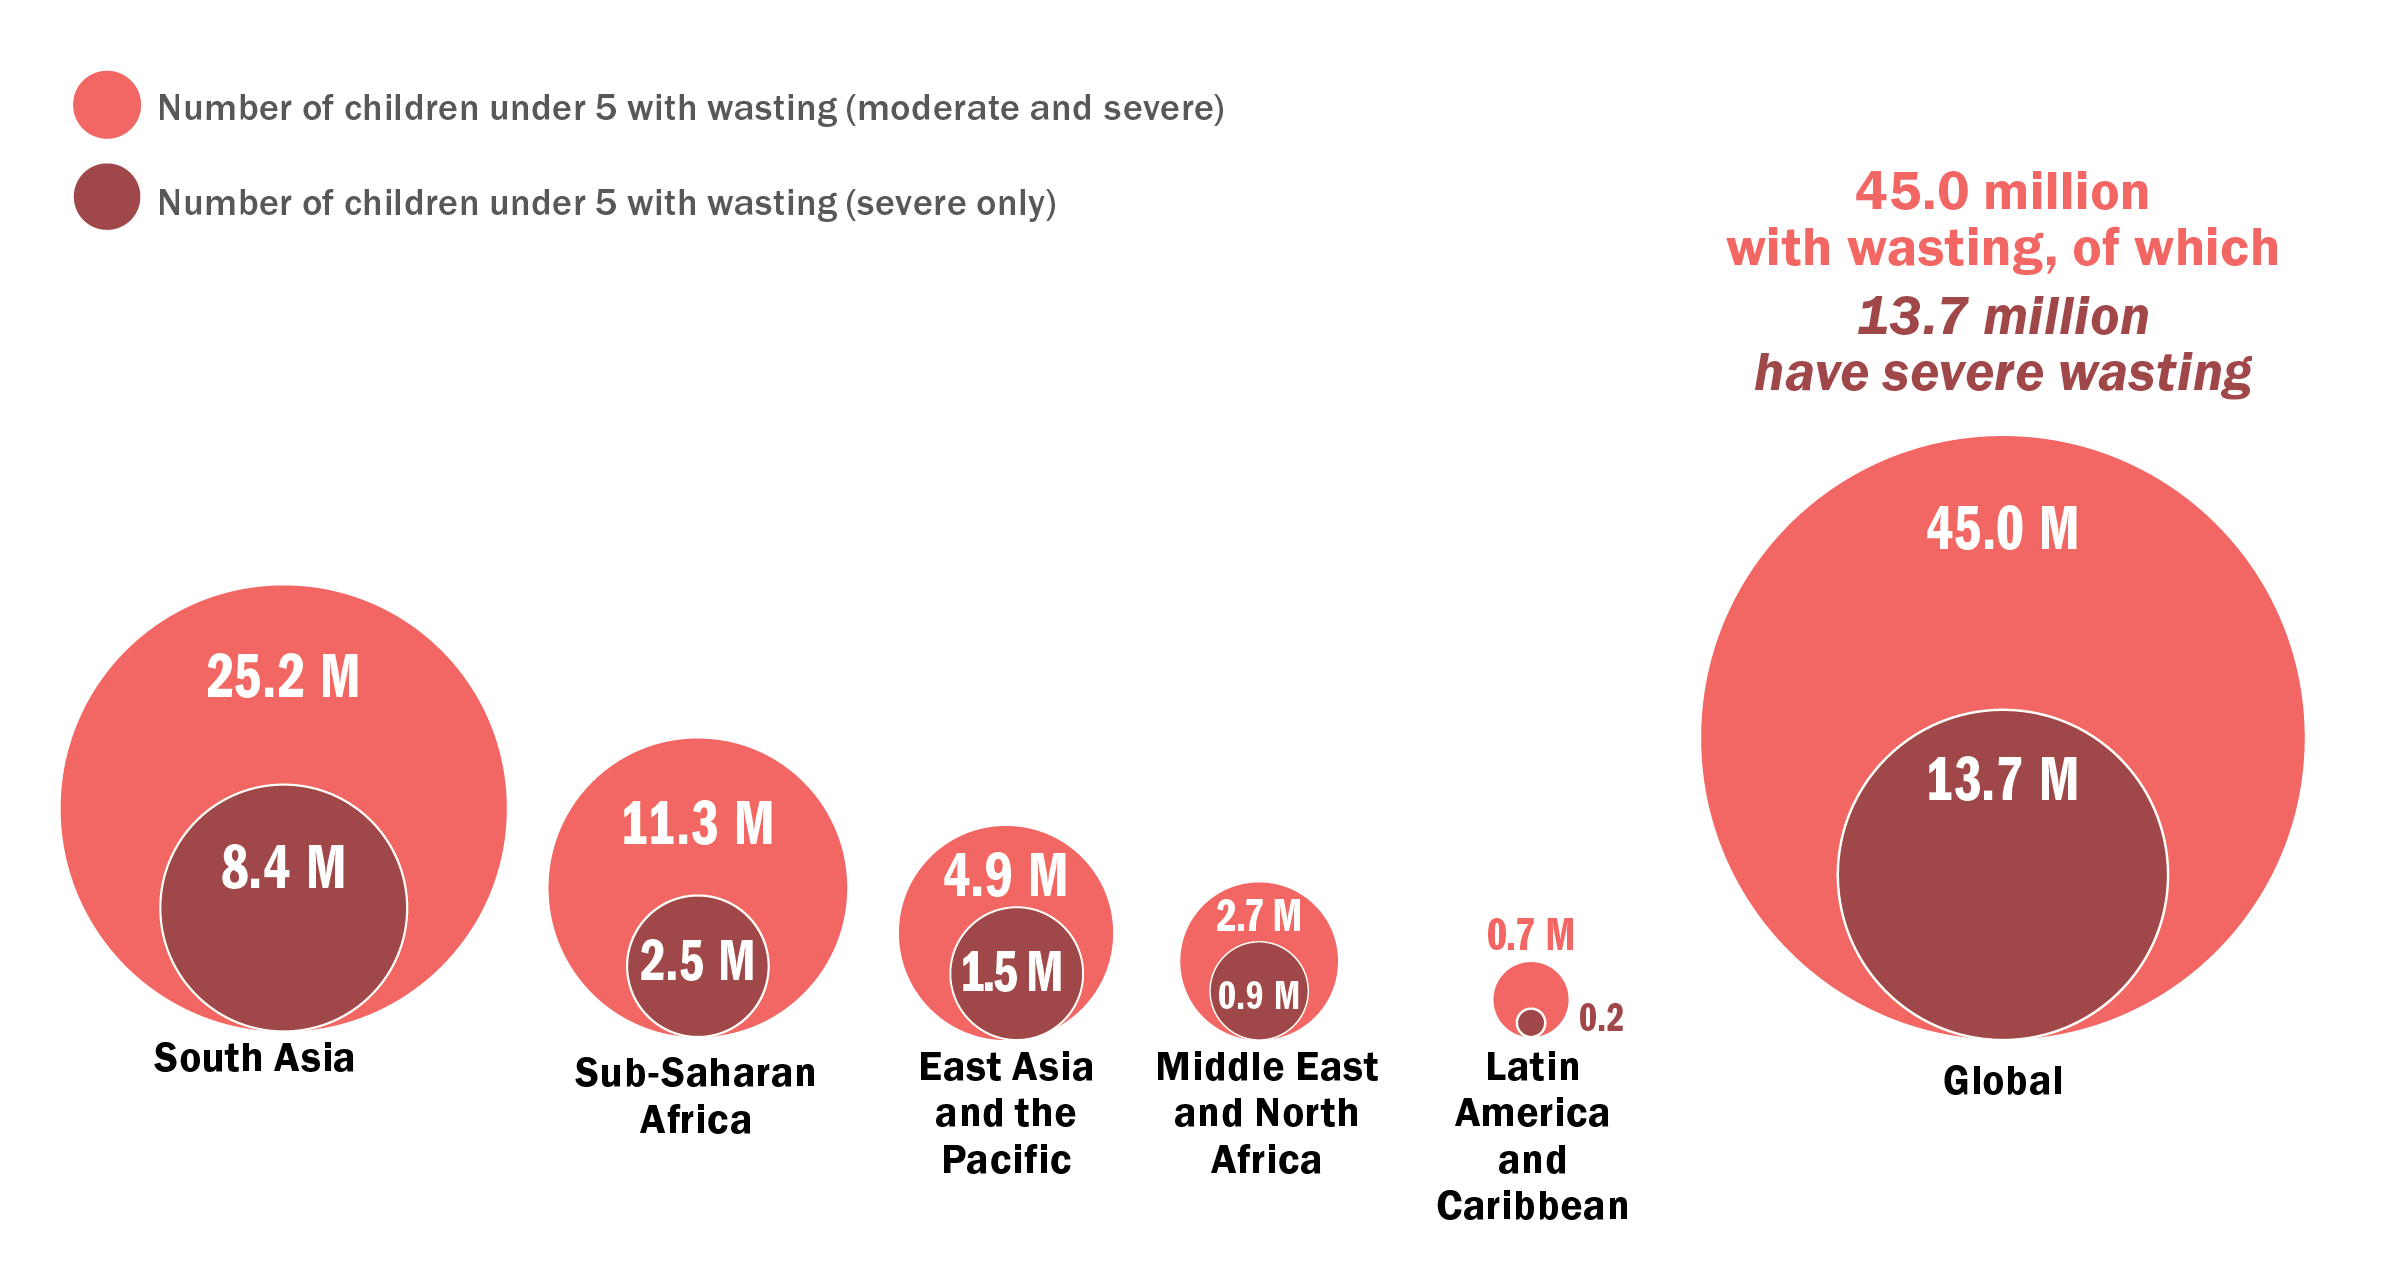 Number of children under 5 with wasting (moderate and severe)
Number of children under 5 with wasting (severe only)
45.0 million
with wasting, of which
13.7 million
have severe wasting
25.2 M
8.4 M
South Asia
11.3 M
2.5 M
Sub-Saharan
Africa
4.9 M
1.5 M
East Asia
and the
Pacific
2.7 M
0.9 M
Middle East
and North
Africa
0.7 M
0.2
Latin
America
and
Caribbean
45.0 M
13.7 M
Global